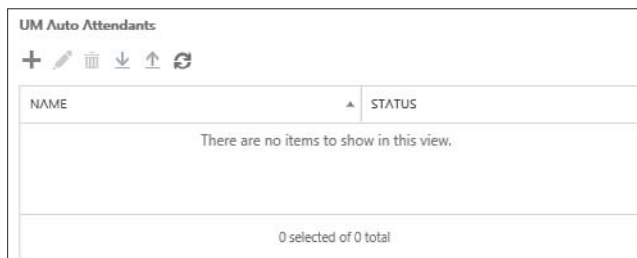 UM Auto Attendants
NAME STATUS
There are no items to show in this view.
0 selected of 0 total